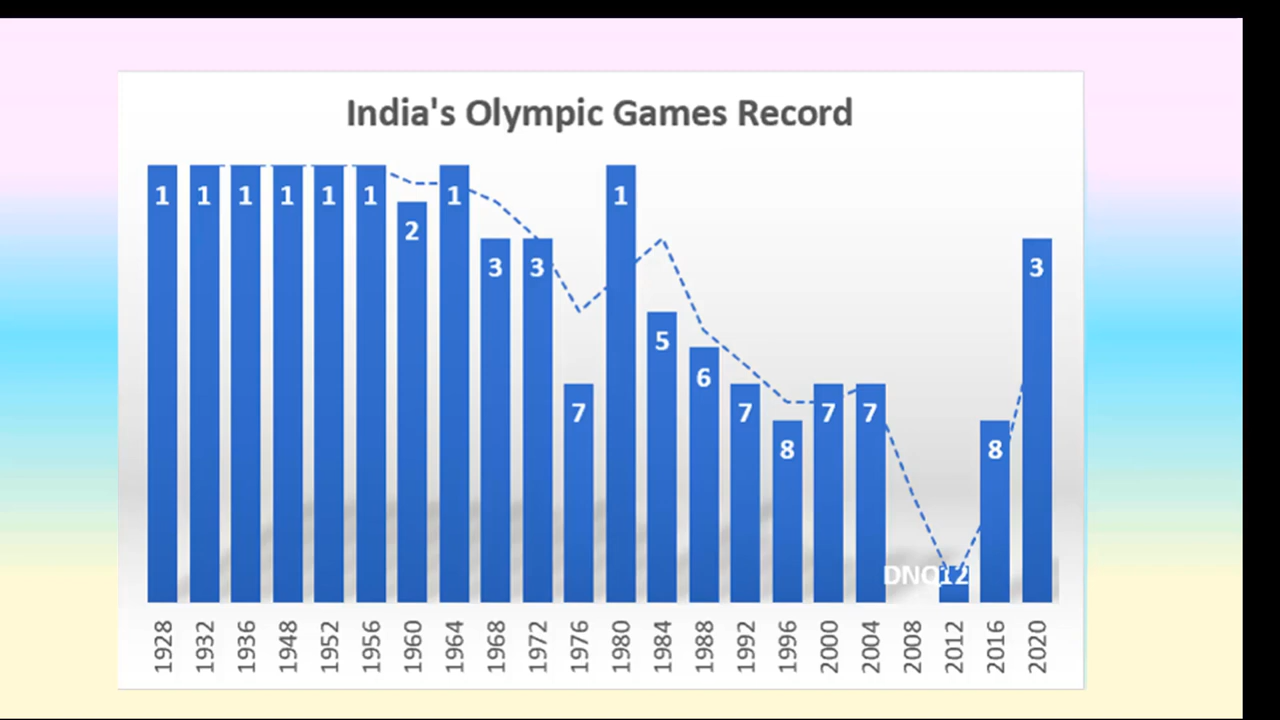 India's Olympic Games Record
1 1 1 1 1 1 2 1 3 3 7 1 5 6 7 8 7 7 DNQ 12 8 3
1928 1932 1936 1948 1952 1956 1960 1964 1968 1972 1976 1980 1984 1988 1992 1996 2000 2004 2008 2012 2016 2020